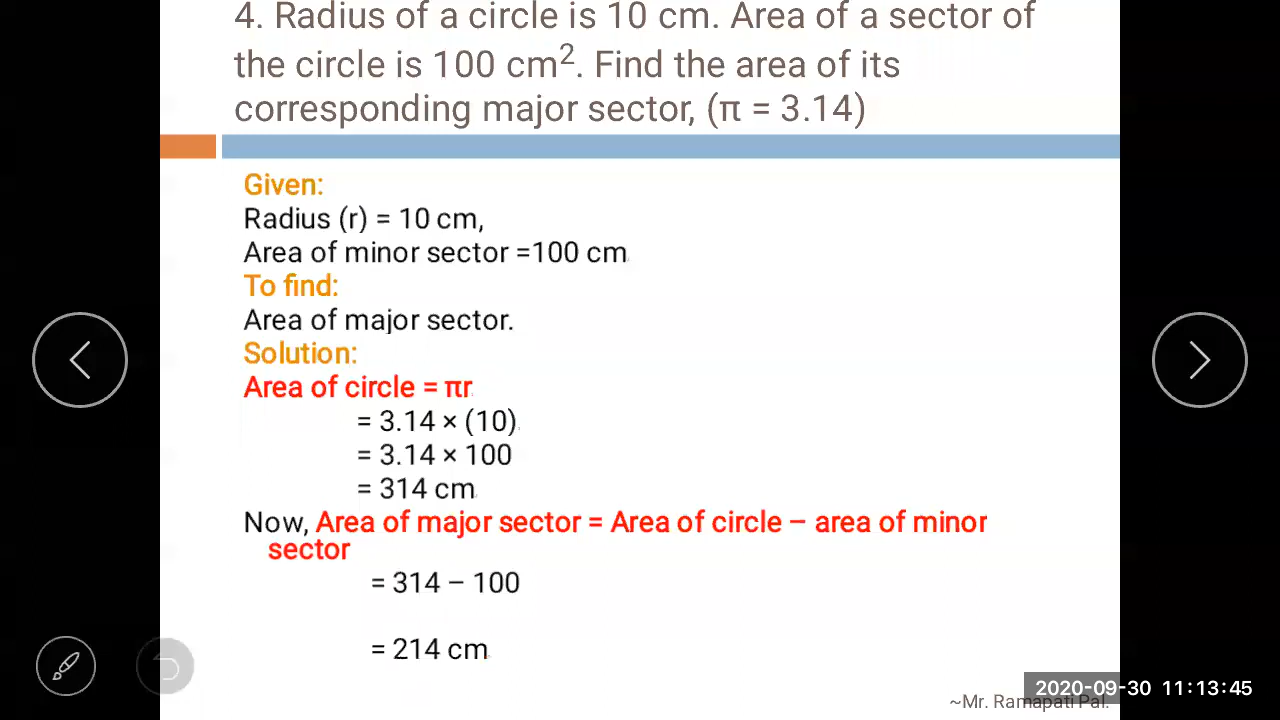 4. Radius of a circle is 10 cm. Area of a sector of
the circle is 100 cm². Find the area of its
corresponding major sector, (π = 3.14)
Given:
Radius (r) = 10 cm,
Area of minor sector =100 cm
To find:
Area of major sector.
Solution:
Area of circle = πr
= 3.14 × (10)
= 3.14 × 100
= 314 cm
Now, Area of major sector = Area of circle – area of minor
sector
= 314 – 100
= 214 cm
2020-09-30 11:13:45
~Mr. Ramapati Pal.